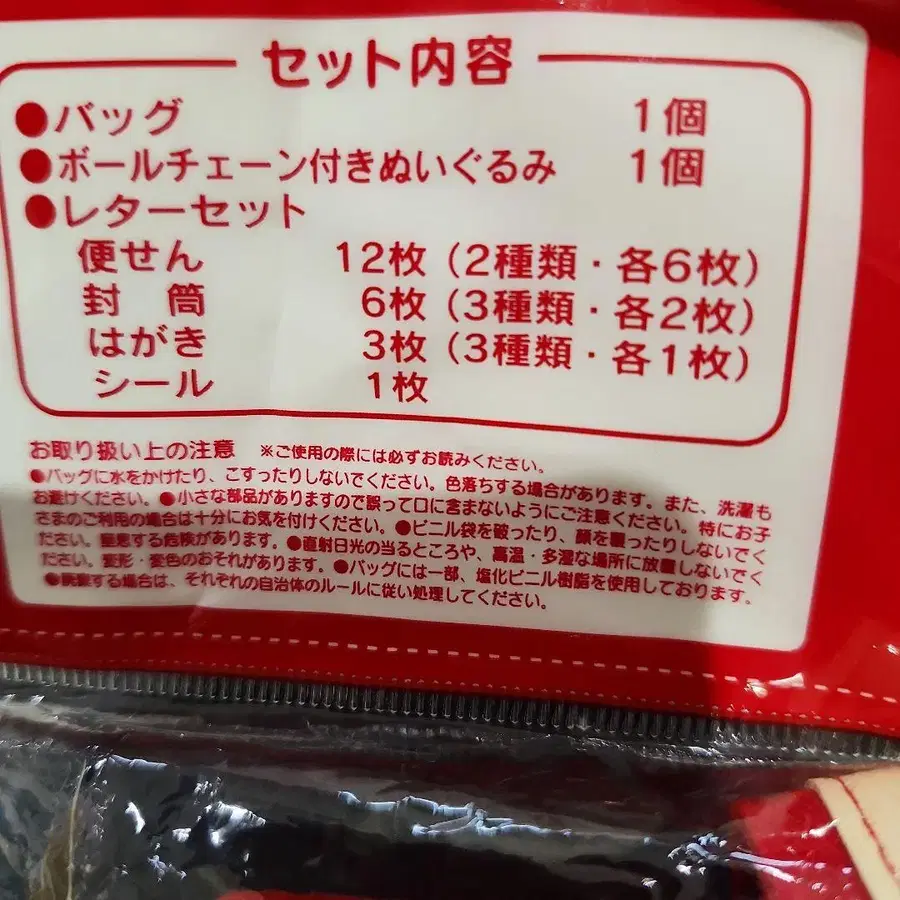 セット内容
●バッグ 1個
●ボールチェーン付きぬいぐるみ 1個
●レターセット
便せん 12枚(2種類・各6枚)
封 筒 6枚(3種類・各2枚)
はがき 3枚(3種類・各1枚)
シール 1枚
お取り扱い上の注意 ※ご使用の際には必ずお読みください。
●バッグに水をかけたり、こすったりしないでください。色落ちする場合があります。また、洗濯も
お避けください。●小さな部品がありますので誤って口に含まないようにご注意ください。特にお子
さまのご利用の場合は十分にお気を付けください。●ビニル袋を破ったり、顔を覆ったりしないでく
ださい。窒息する危険があります。●直射日光の当るところや、高温・多湿な場所に放置しないでく
ださい。変形・変色のおそれがあります。●バッグには一部、塩化ビニル樹脂を使用しております。
●廃棄する場合は、それぞれの自治体のルールに従い処理してください。